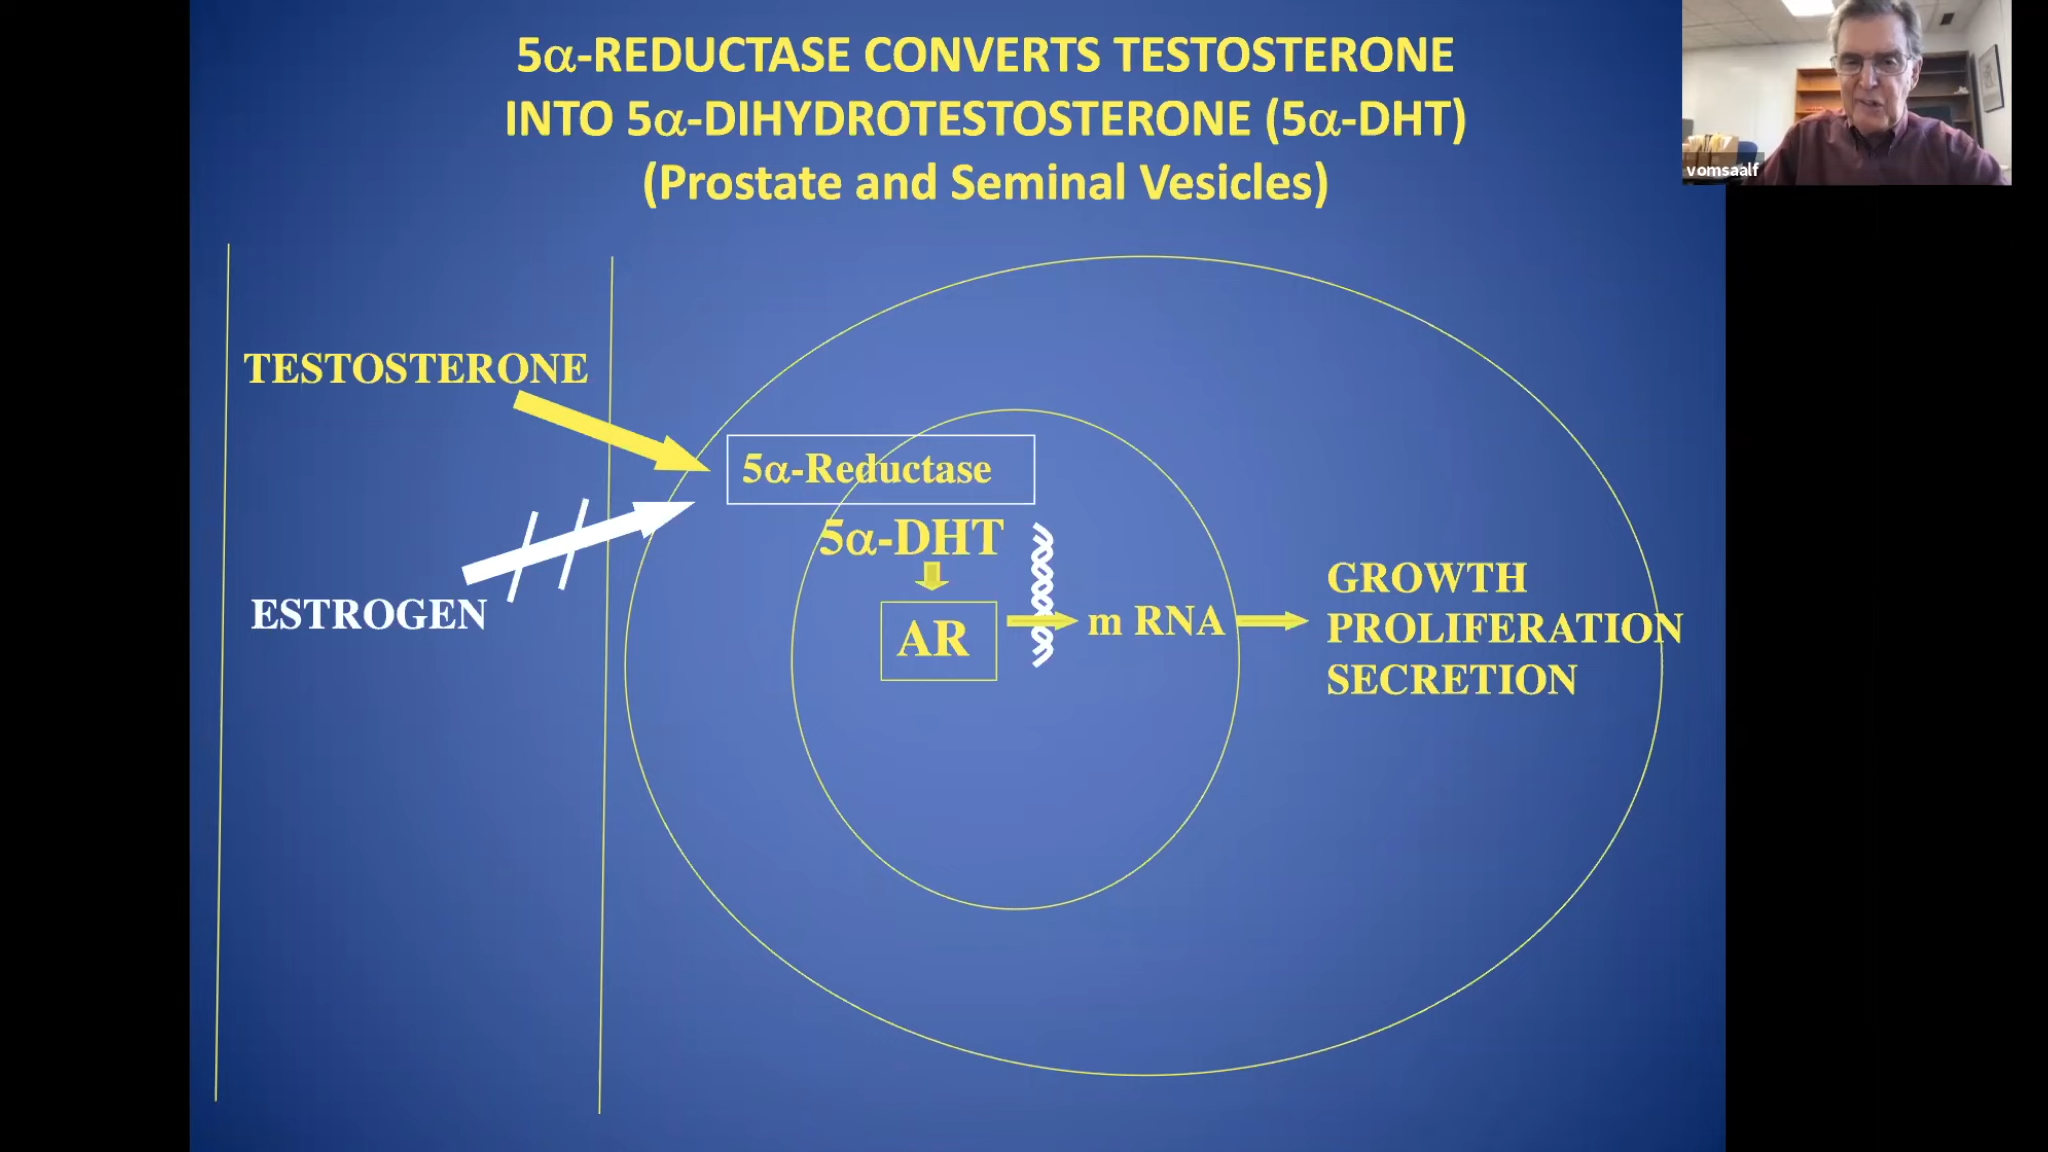 5α-REDUCTASE CONVERTS TESTOSTERONE
INTO 5α-DIHYDROTESTOSTERONE (5α-DHT)
(Prostate and Seminal Vesicles)
vomsaalf
TESTOSTERONE
5α-Reductase
5α-DHT
ESTROGEN
AR
m RNA
GROWTH
PROLIFERATION
SECRETION